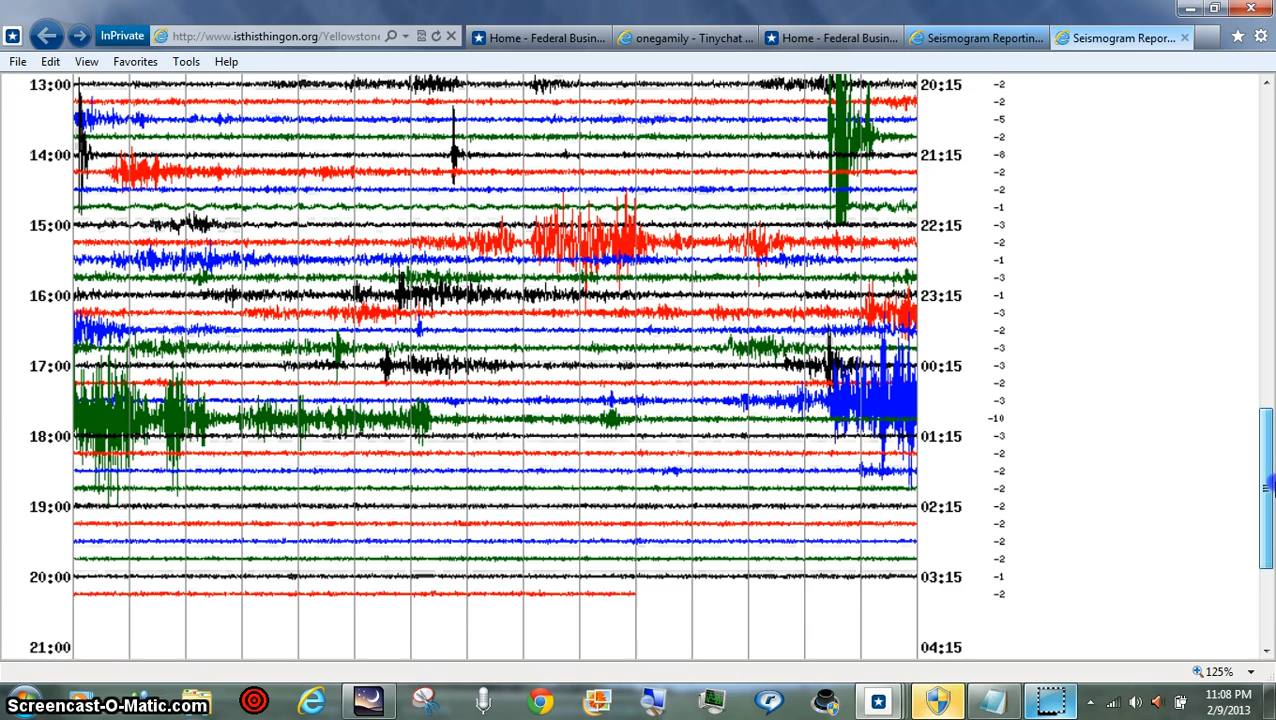 InPrivate
http://www.isthisthingon.org/Yellowstone
Home - Federal Busin...
onegamily - Tinychat ...
Home - Federal Busin...
Seismogram Reportin...
Seismogram Repor...
File Edit View Favorites Tools Help
13:00 20:15 -2
-2
-5
-2
14:00 21:15 -8
-2
-2
-1
15:00 22:15 -3
-2
-1
-3
16:00 23:15 -1
-3
-2
-3
17:00 00:15 -3
-2
-3
-10
18:00 01:15 -3
-2
-2
-2
19:00 02:15 -2
-2
-2
-2
20:00 03:15 -1
-2
21:00 04:15
125%
Screencast-O-Matic.com
11:08 PM
2/9/2013